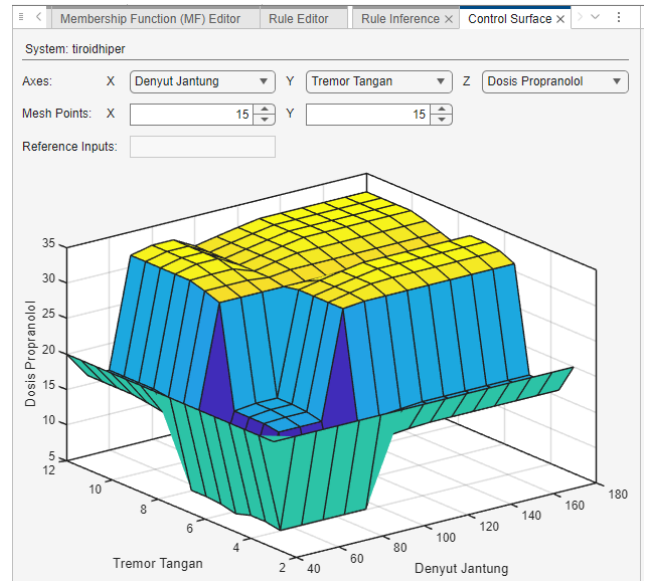 Membership Function (MF) Editor Rule Editor Rule Inference × Control Surface ×
System: tiroidhiper
Axes: X Denyut Jantung Y Tremor Tangan Z Dosis Propranolol
Mesh Points: X 15 Y 15
Reference Inputs:
35
30
25
20
15
10
5
Dosis Propranolol
12
10
8
6
4
2
Tremor Tangan
40
60
80
100
120
140
160
180
Denyut Jantung